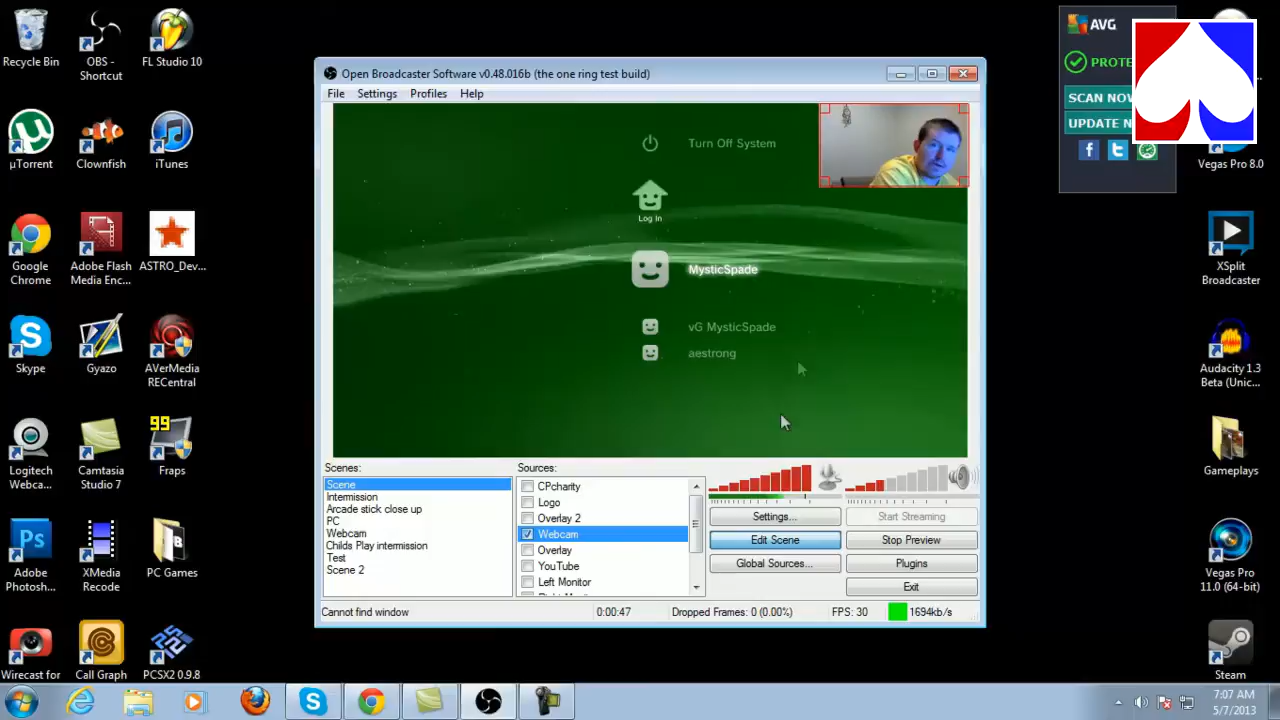 Recycle Bin
OBS - Shortcut
FL Studio 10
µTorrent
Clownfish
iTunes
Google Chrome
Adobe Flash Media Enc...
ASTRO_Dev...
Skype
Gyazo
AVerMedia RECentral
Logitech Webca...
Camtasia Studio 7
99
Fraps
Ps
Adobe Photosh...
XMedia Recode
PC Games
Wirecast for
Call Graph
PCSX2 0.9.8
Open Broadcaster Software v0.48.016b (the one ring test build)
File Settings Profiles Help
Turn Off System
Log In
MysticSpade
vG MysticSpade
aestrong
Scenes:
Scene
Intermission
Arcade stick close up
PC
Webcam
Childs Play intermission
Test
Scene 2
Sources:
CPcharity
Logo
Overlay 2
Webcam
Overlay
YouTube
Left Monitor
Settings...
Start Streaming
Edit Scene
Stop Preview
Global Sources...
Plugins
Exit
Cannot find window
0:00:47
Dropped Frames: 0 (0.00%)
FPS: 30
1694kb/s
AVG
SCAN NOW
Vegas Pro 8.0
XSplit Broadcaster
Audacity 1.3 Beta (Unic...
Gameplays
Vegas Pro 11.0 (64-bit)
Steam
7:07 AM
5/7/2013